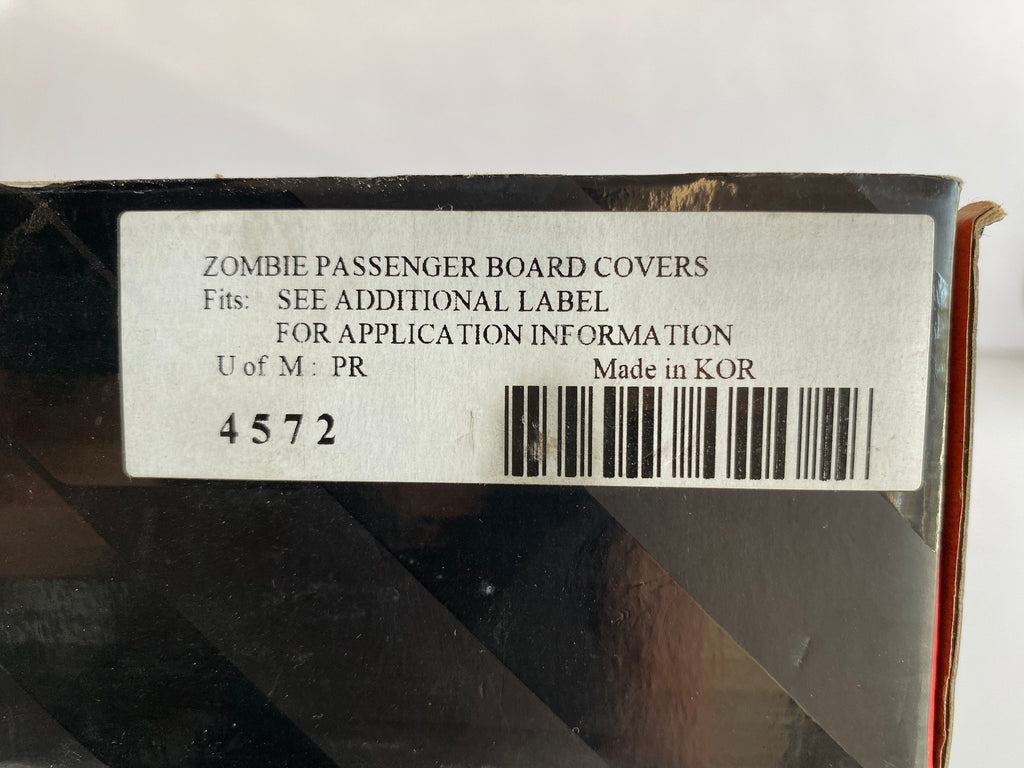 ZOMBIE PASSENGER BOARD COVERS
Fits: SEE ADDITIONAL LABEL
FOR APPLICATION INFORMATION
U of M : PR Made in KOR
4572